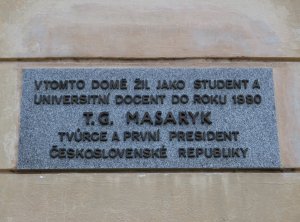 V TOMTO DOMĚ ŽIL JAKO STUDENT A
UNIVERSITNÍ DOCENT DO ROKU 1880
T. G. MASARYK
TVŮRCE A PRVNÍ PRESIDENT
ČESKOSLOVENSKÉ REPUBLIKY